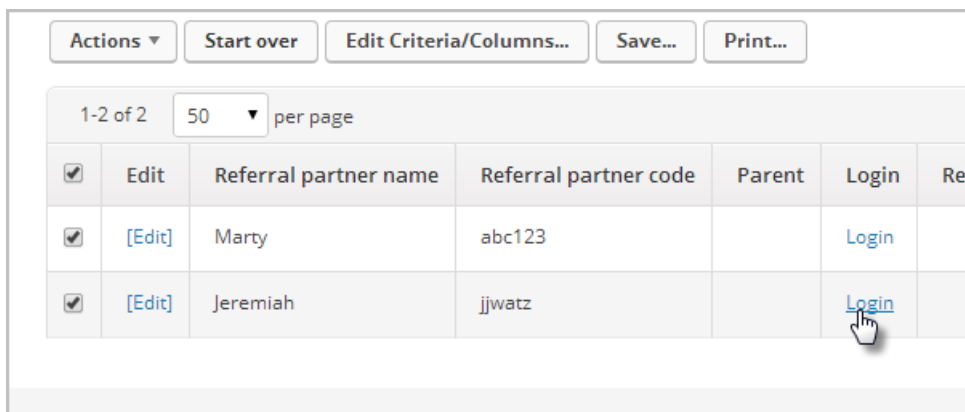 Actions ▼ Start over Edit Criteria/Columns... Save... Print...
1-2 of 2 50 ▼ per page
Edit Referral partner name Referral partner code Parent Login Re
[Edit] Marty abc123 Login
[Edit] Jeremiah jjwatz Login